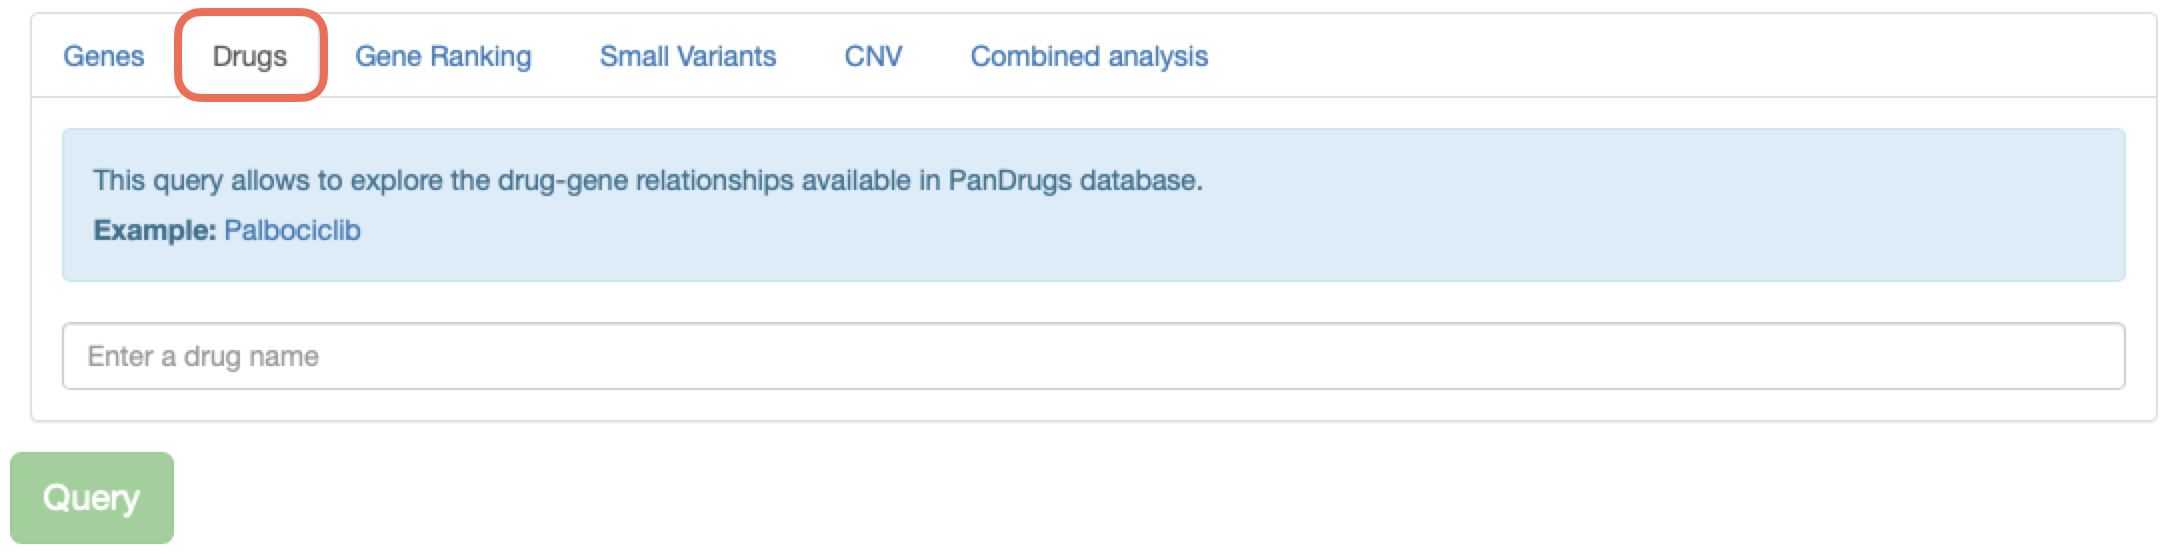 Genes Drugs Gene Ranking Small Variants CNV Combined analysis
This query allows to explore the drug-gene relationships available in PanDrugs database.
Example: Palbociclib
Enter a drug name
Query